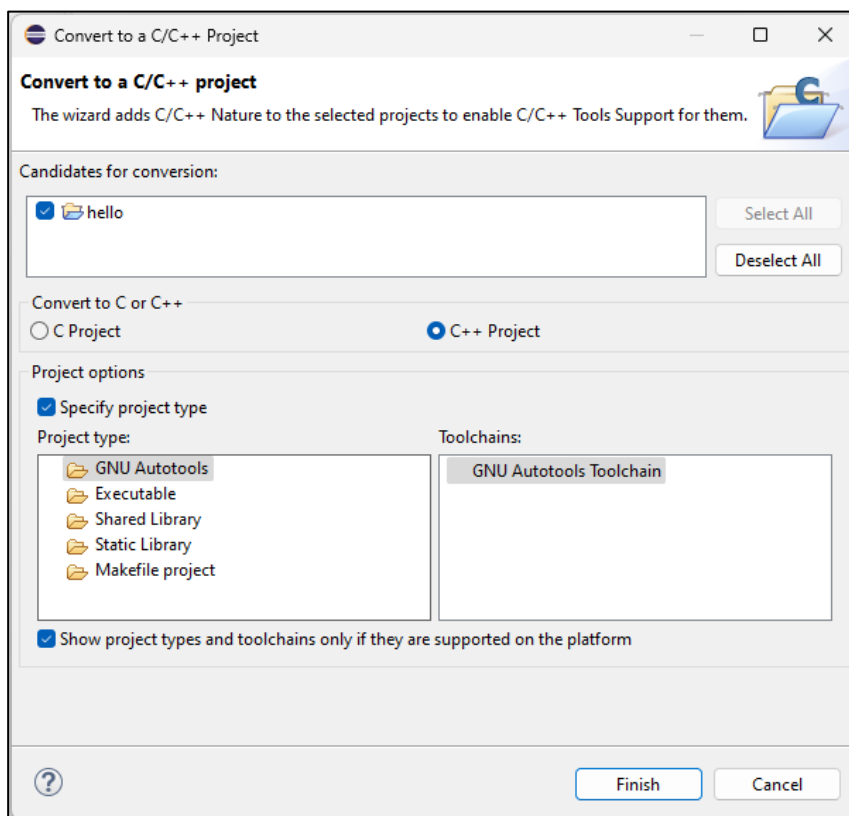 Convert to a C/C++ Project
Convert to a C/C++ project
The wizard adds C/C++ Nature to the selected projects to enable C/C++ Tools Support for them.
C
Candidates for conversion:
hello
Select All
Deselect All
Convert to C or C++
C Project
C++ Project
Project options
Specify project type
Project type:
Toolchains:
GNU Autotools
GNU Autotools Toolchain
Executable
Shared Library
Static Library
Makefile project
Show project types and toolchains only if they are supported on the platform
?
Finish
Cancel